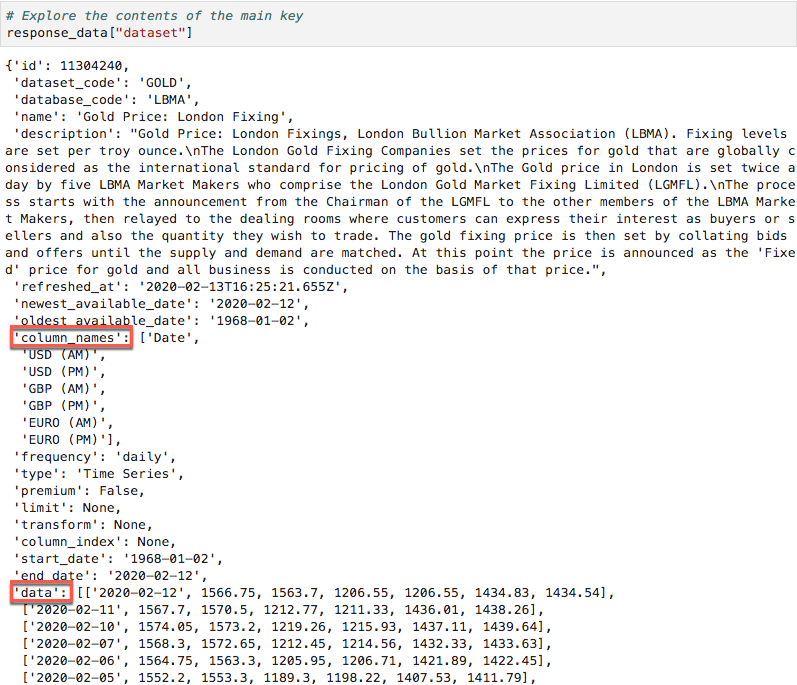 # Explore the contents of the main key
response_data["dataset"]
{'id': 11304240,
'dataset_code': 'GOLD',
'database_code': 'LBMA',
'name': 'Gold Price: London Fixing',
'description': "Gold Price: London Fixings, London Bullion Market Association (LBMA). Fixing levels
are set per troy ounce.\nThe London Gold Fixing Companies set the prices for gold that are globally c
onsidered as the international standard for pricing of gold.\nThe Gold price in London is set twice a
day by five LBMA Market Makers who comprise the London Gold Market Fixing Limited (LGMFL).\nThe proce
ss starts with the announcement from the Chairman of the LGMFL to the other members of the LBMA Marke
t Makers, then relayed to the dealing rooms where customers can express their interest as buyers or s
ellers and also the quantity they wish to trade. The gold fixing price is then set by collating bids
and offers until the supply and demand are matched. At this point the price is announced as the 'Fixe
d' price for gold and all business is conducted on the basis of that price.",
'refreshed_at': '2020-02-13T16:25:21.655Z',
'newest_available_date': '2020-02-12',
'oldest_available_date': '1968-01-02',
'column_names': ['Date',
'USD (AM)',
'USD (PM)',
'GBP (AM)',
'GBP (PM)',
'EURO (AM)',
'EURO (PM)'],
'frequency': 'daily',
'type': 'Time Series',
'premium': False,
'limit': None,
'transform': None,
'column_index': None,
'start_date': '1968-01-02',
'end_date': '2020-02-12',
'data': [['2020-02-12', 1566.75, 1563.7, 1206.55, 1206.55, 1434.83, 1434.54],
['2020-02-11', 1567.7, 1570.5, 1212.77, 1211.33, 1436.01, 1438.26],
['2020-02-10', 1574.05, 1573.2, 1219.26, 1215.93, 1437.11, 1439.64],
['2020-02-07', 1568.3, 1572.65, 1212.45, 1214.56, 1432.33, 1433.63],
['2020-02-06', 1564.75, 1563.3, 1205.95, 1206.71, 1421.89, 1422.45],
['2020-02-05', 1552.2, 1553.3, 1189.3, 1198.22, 1407.53, 1411.79],